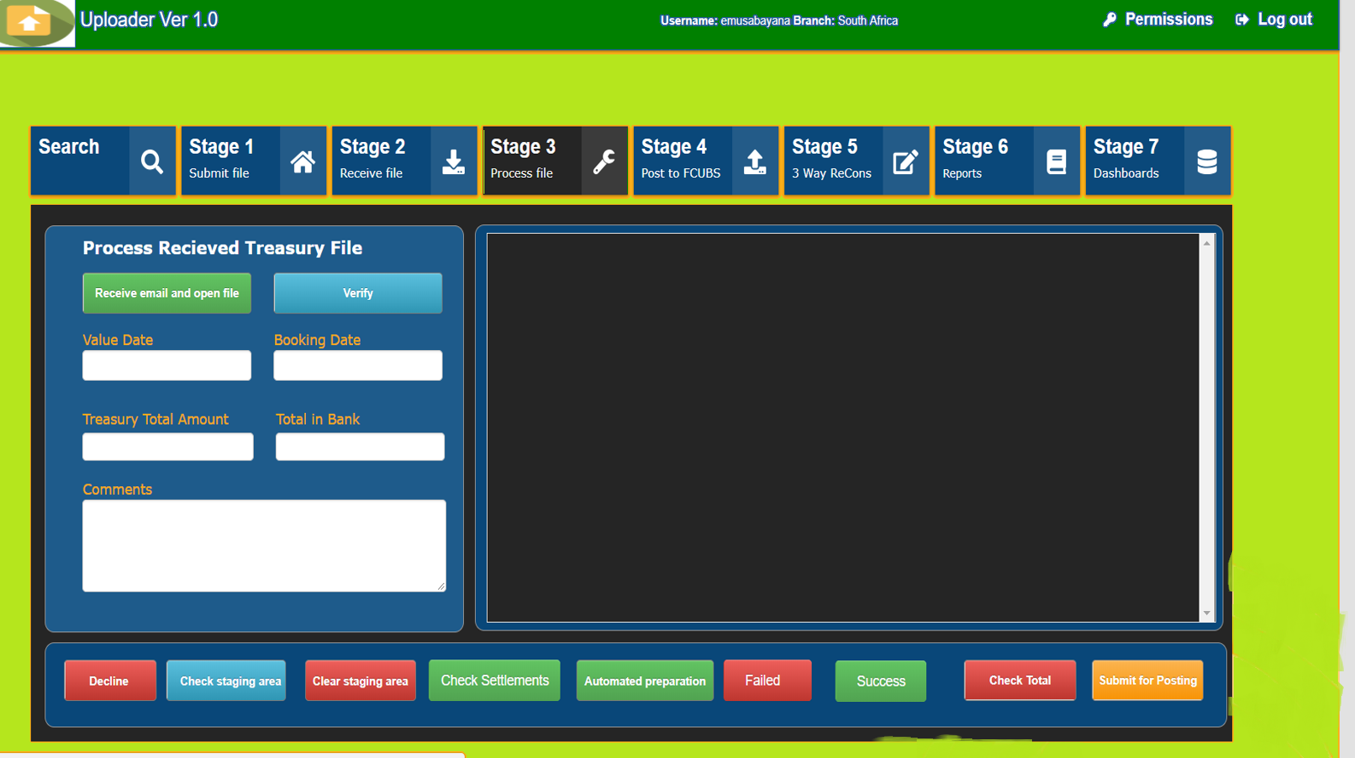 Uploader Ver 1.0
Username: emusabayana Branch: South Africa
Permissions
Log out
Search
Stage 1
Submit file
Stage 2
Receive file
Stage 3
Process file
Stage 4
Post to FCUBS
Stage 5
3 Way ReCons
Stage 6
Reports
Stage 7
Dashboards
Process Recieved Treasury File
Receive email and open file
Verify
Value Date
Booking Date
Treasury Total Amount
Total in Bank
Comments
Decline
Check staging area
Clear staging area
Check Settlements
Automated preparation
Failed
Success
Check Total
Submit for Posting